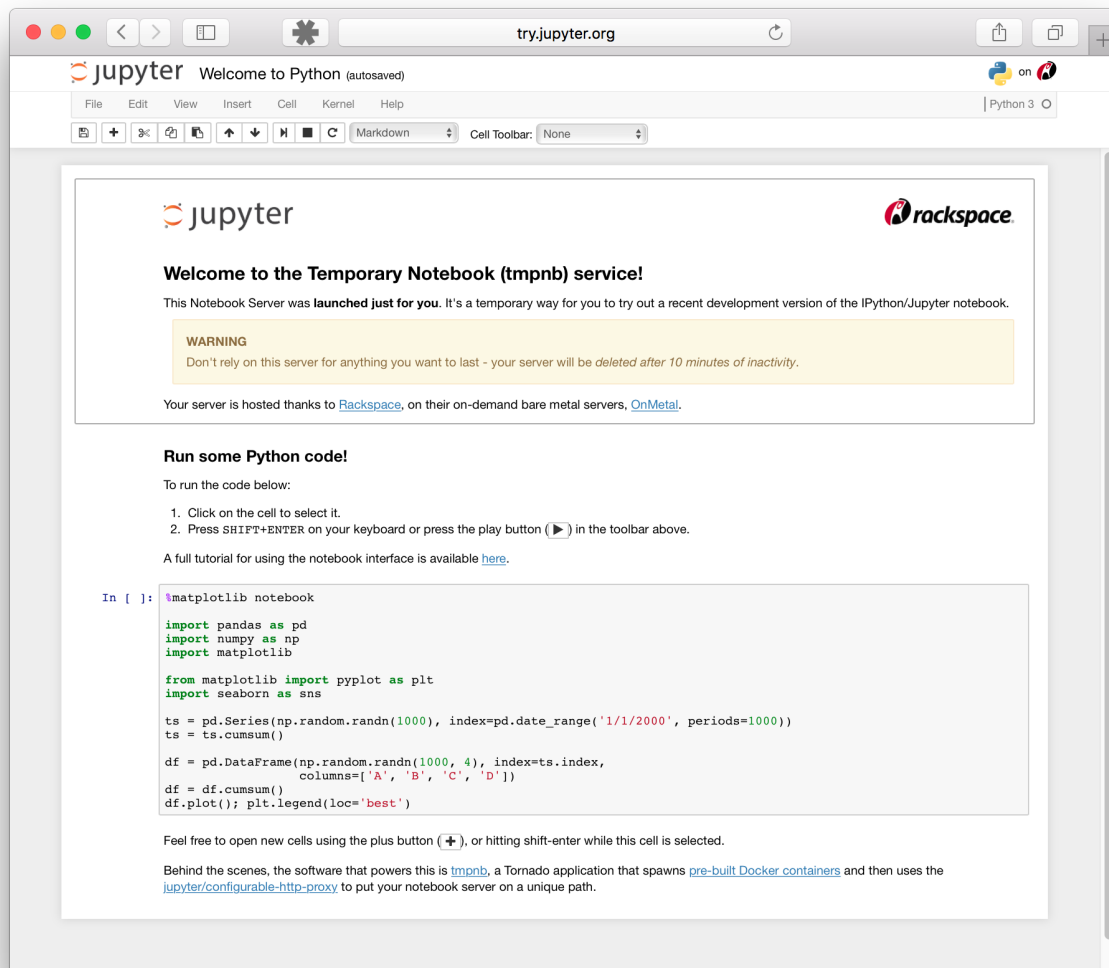 try.jupyter.org
jupyter Welcome to Python (autosaved) on
File Edit View Insert Cell Kernel Help Python 3
Markdown Cell Toolbar: None
jupyter rackspace.
Welcome to the Temporary Notebook (tmpnb) service!
This Notebook Server was launched just for you. It's a temporary way for you to try out a recent development version of the IPython/Jupyter notebook.
WARNING
Don't rely on this server for anything you want to last - your server will be deleted after 10 minutes of inactivity.
Your server is hosted thanks to Rackspace, on their on-demand bare metal servers, OnMetal.
Run some Python code!
To run the code below:
1. Click on the cell to select it.
2. Press SHIFT+ENTER on your keyboard or press the play button (▶) in the toolbar above.
A full tutorial for using the notebook interface is available here.
In [ ]: %matplotlib notebook
import pandas as pd
import numpy as np
import matplotlib
from matplotlib import pyplot as plt
import seaborn as sns
ts = pd.Series(np.random.randn(1000), index=pd.date_range('1/1/2000', periods=1000))
ts = ts.cumsum()
df = pd.DataFrame(np.random.randn(1000, 4), index=ts.index,
columns=['A', 'B', 'C', 'D'])
df = df.cumsum()
df.plot(); plt.legend(loc='best')
Feel free to open new cells using the plus button (+), or hitting shift-enter while this cell is selected.
Behind the scenes, the software that powers this is tmpnb, a Tornado application that spawns pre-built Docker containers and then uses the
jupyter/configurable-http-proxy to put your notebook server on a unique path.